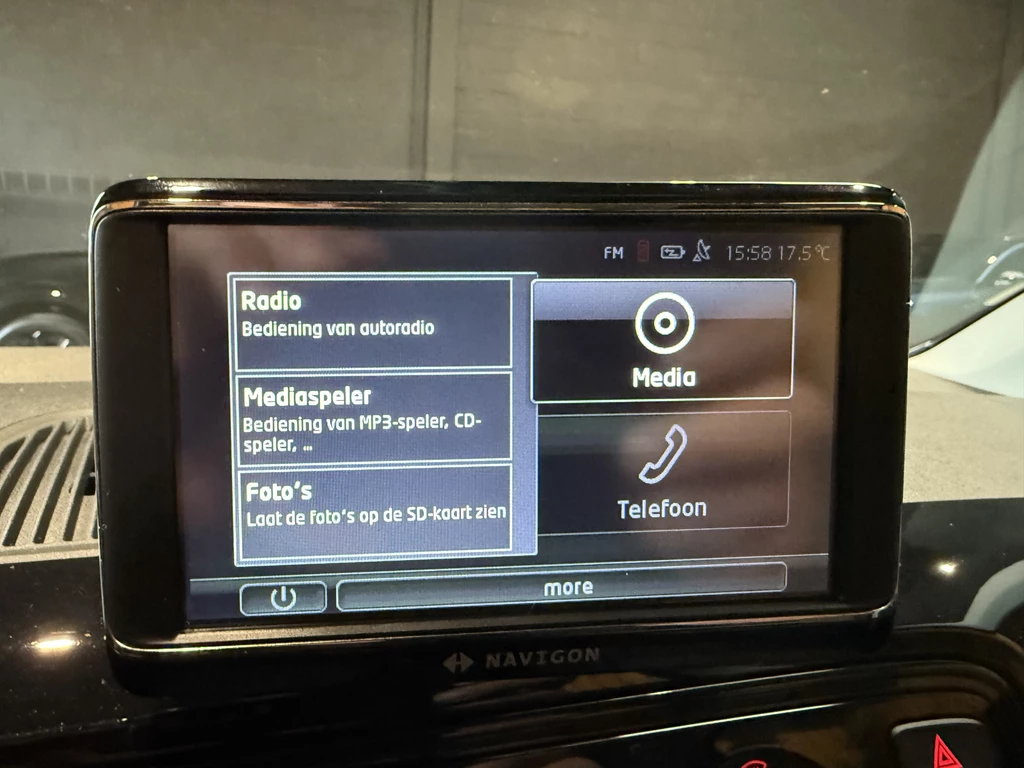 FM 15:58 17.5°C
Radio
Bediening van autoradio
Mediaspeler
Bediening van MP3-speler, CD-
speler, ...
Foto's
Laat de foto's op de SD-kaart zien
Media
Telefoon
more
NAVIGON